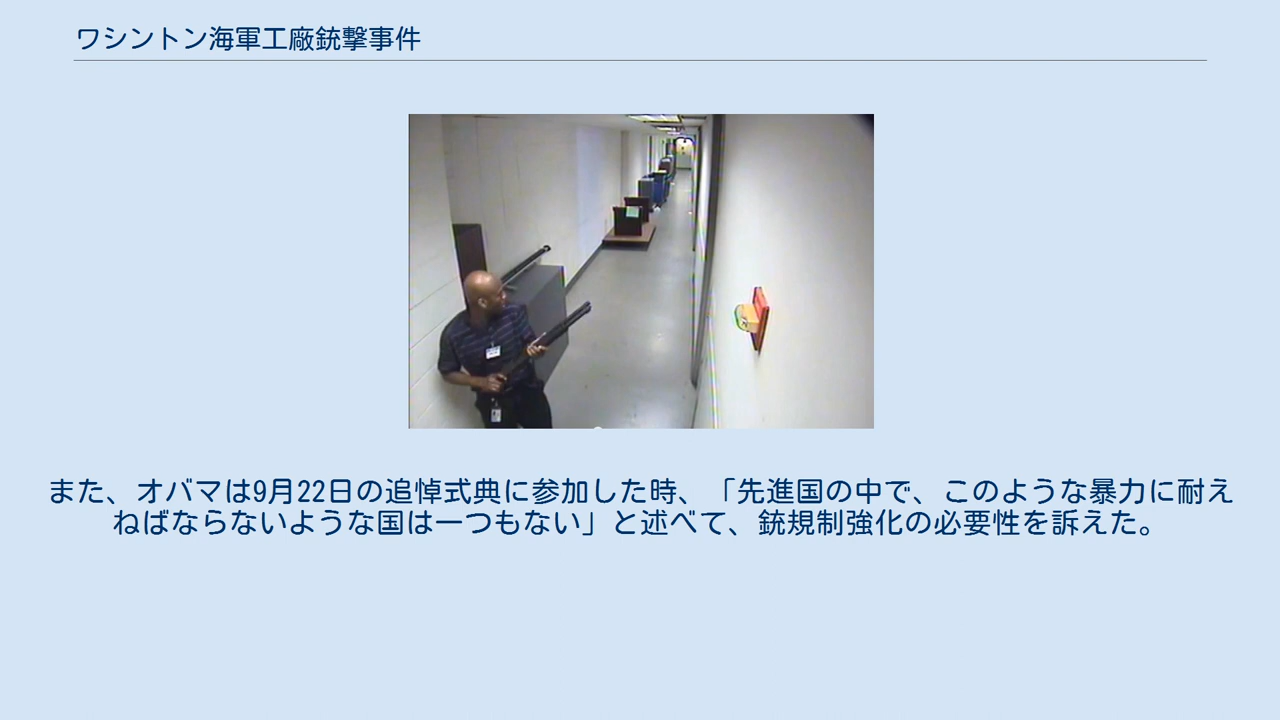 ワシントン海軍工廠銃撃事件
また、オバマは9月22日の追悼式典に参加した時、「先進国の中で、このような暴力に耐え
ねばならないような国は一つもない」と述べて、銃規制強化の必要性を訴えた。